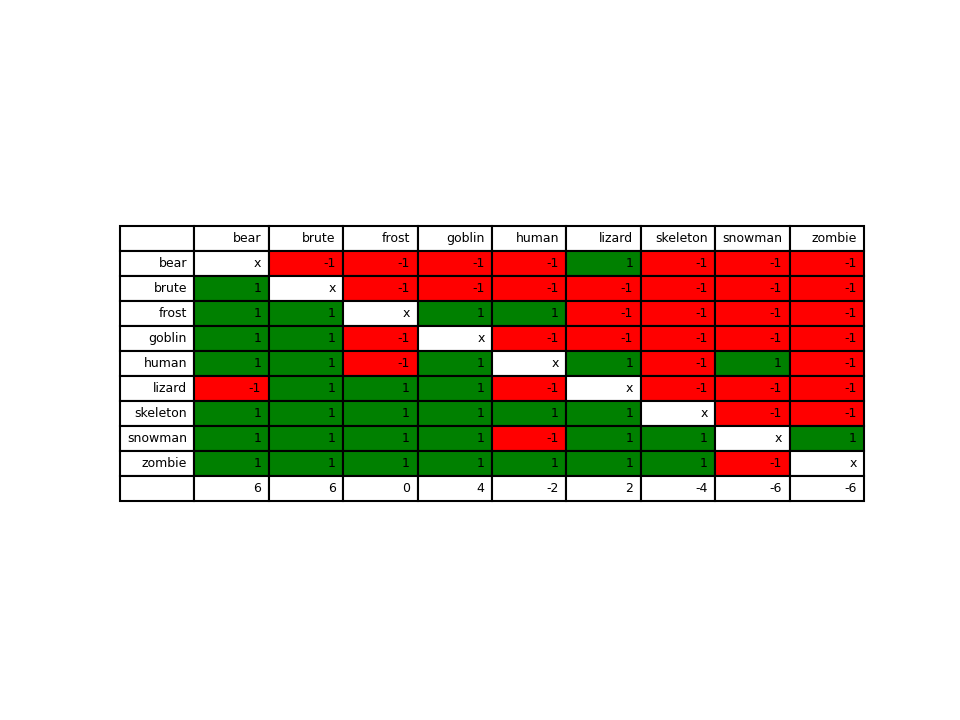 bear brute frost goblin human lizard skeleton snowman zombie
bear x -1 -1 -1 -1 1 -1 -1 -1
brute 1 x -1 -1 -1 -1 -1 -1 -1
frost 1 1 x 1 1 -1 -1 -1 -1
goblin 1 1 -1 x -1 -1 -1 -1 -1
human 1 1 -1 1 x 1 -1 1 -1
lizard -1 1 1 1 -1 x -1 -1 -1
skeleton 1 1 1 1 1 1 x -1 -1
snowman 1 1 1 1 -1 1 1 x 1
zombie 1 1 1 1 1 1 1 -1 x
6 6 0 4 -2 2 -4 -6 -6